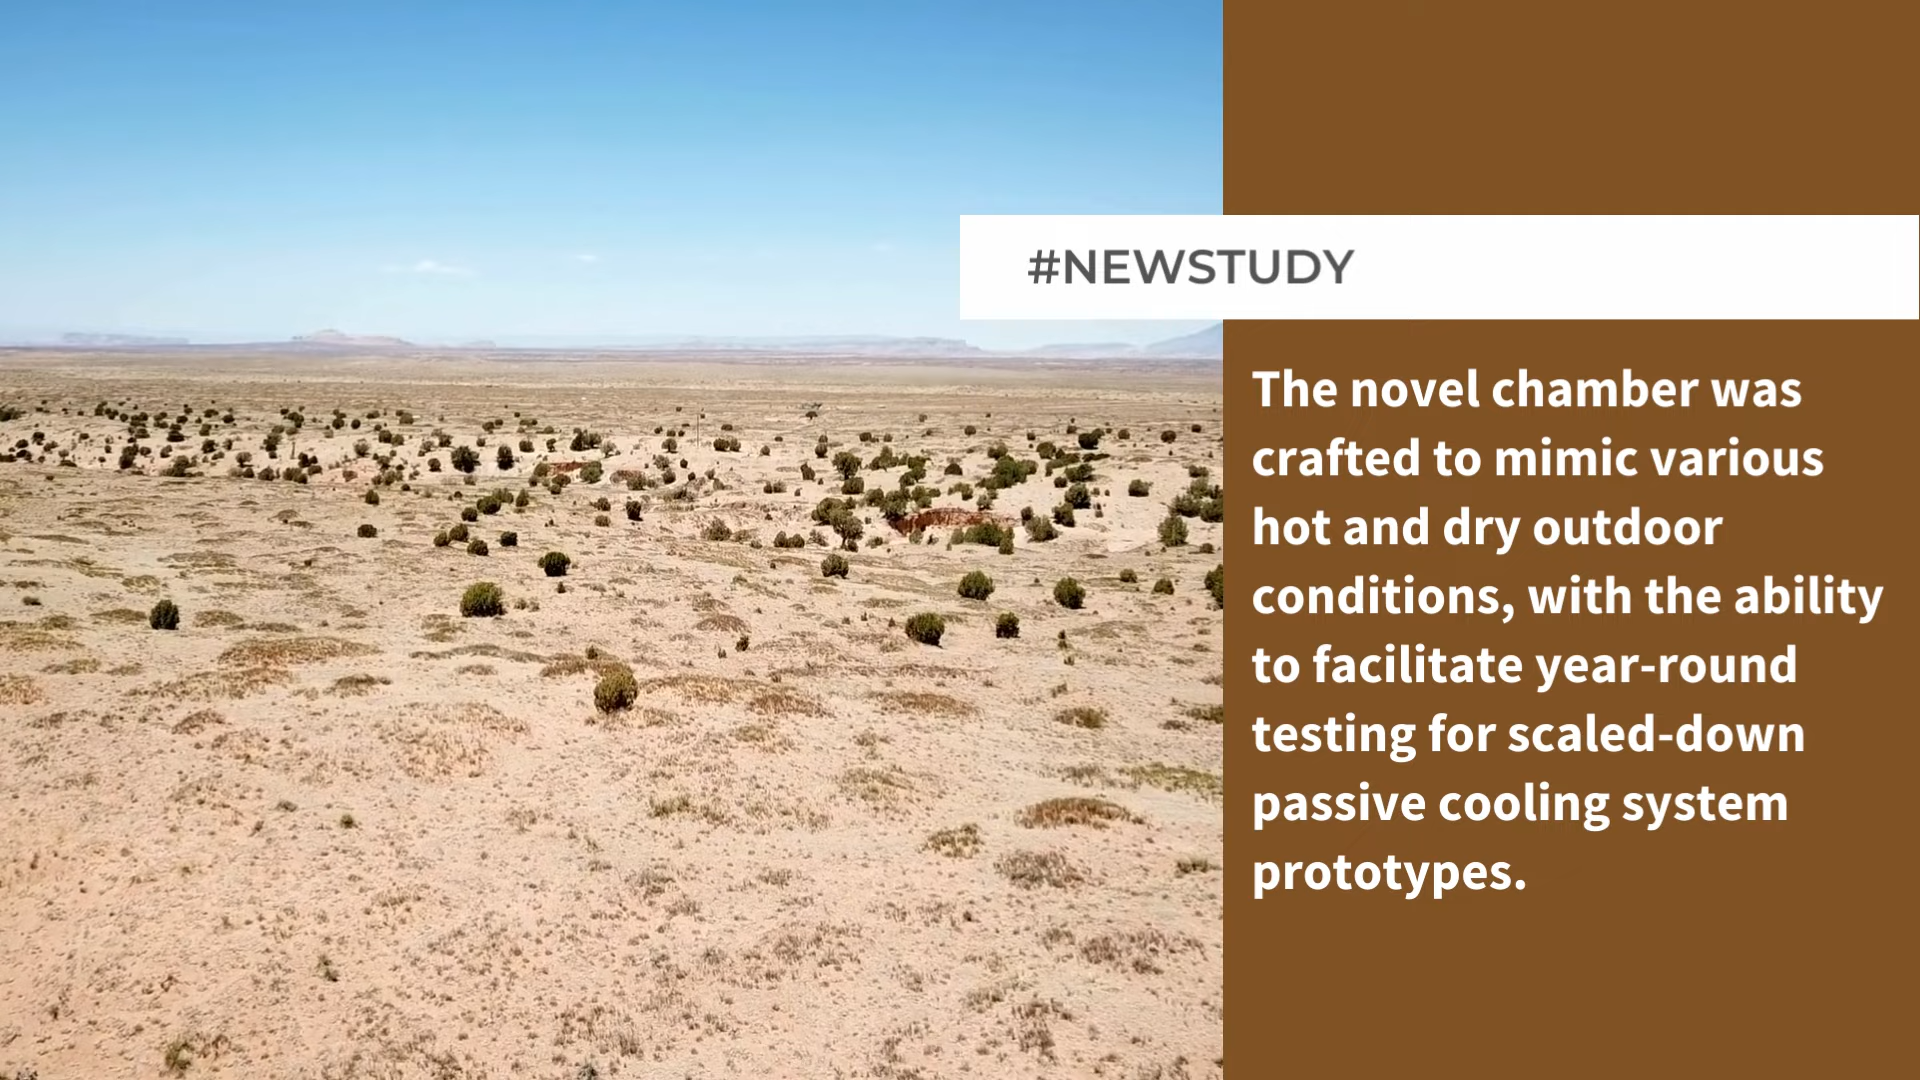 #NEWSTUDY
The novel chamber was
crafted to mimic various
hot and dry outdoor
conditions, with the ability
to facilitate year-round
testing for scaled-down
passive cooling system
prototypes.